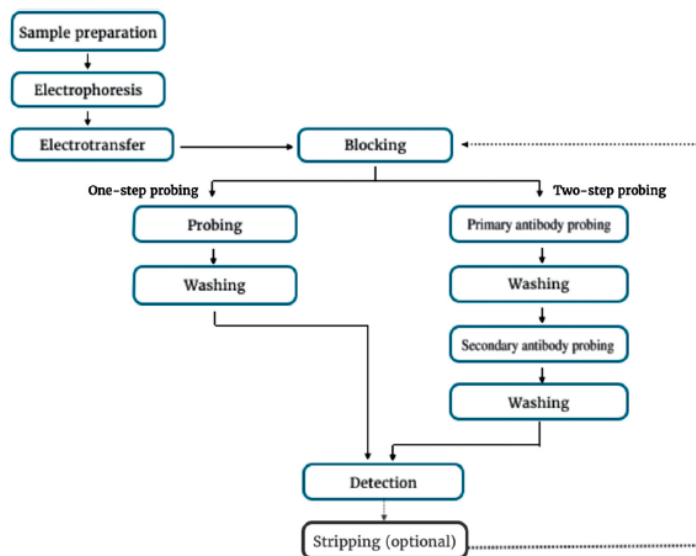 Sample preparation
Electrophoresis
Electrotransfer
Blocking
One-step probing
Two-step probing
Probing
Primary antibody probing
Washing
Washing
Secondary antibody probing
Washing
Detection
Stripping (optional)